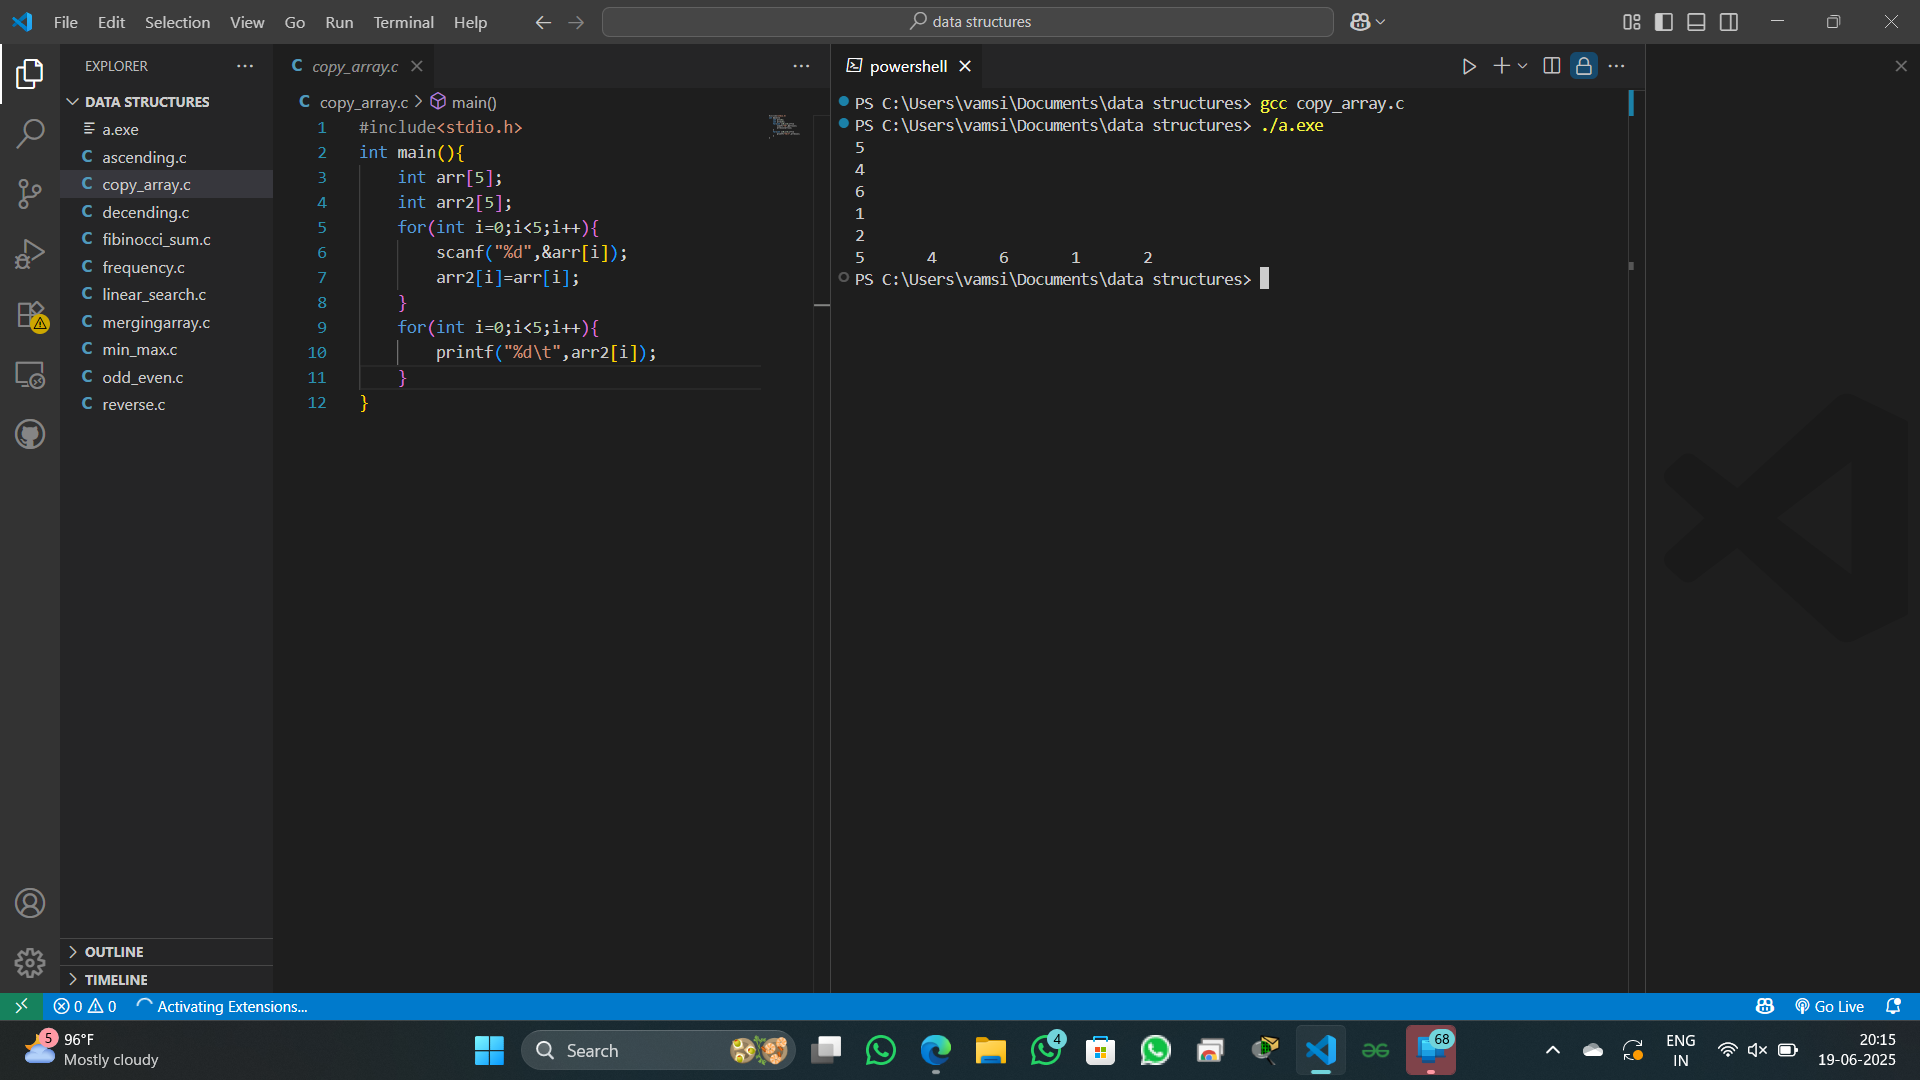 File Edit Selection View Go Run Terminal Help
data structures
EXPLORER
DATA STRUCTURES
a.exe
C ascending.c
C copy_array.c
C decending.c
C fibinocci_sum.c
C frequency.c
C linear_search.c
C mergingarray.c
C min_max.c
C odd_even.c
C reverse.c
OUTLINE
TIMELINE
C copy_array.c
C copy_array.c > main()
1 #include<stdio.h>
2 int main(){
3 int arr[5];
4 int arr2[5];
5 for(int i=0;i<5;i++){
6 scanf("%d",&arr[i]);
7 arr2[i]=arr[i];
8 }
9 for(int i=0;i<5;i++){
10 printf("%d\t",arr2[i]);
11 }
12 }
powershell
PS C:\Users\vamsi\Documents\data structures> gcc copy_array.c
PS C:\Users\vamsi\Documents\data structures> ./a.exe
5
4
6
1
2
5 4 6 1 2
PS C:\Users\vamsi\Documents\data structures>
0 0 Activating Extensions...
Go Live
5
96°F
Mostly cloudy
Search
4
68
ENG
IN
20:15
19-06-2025